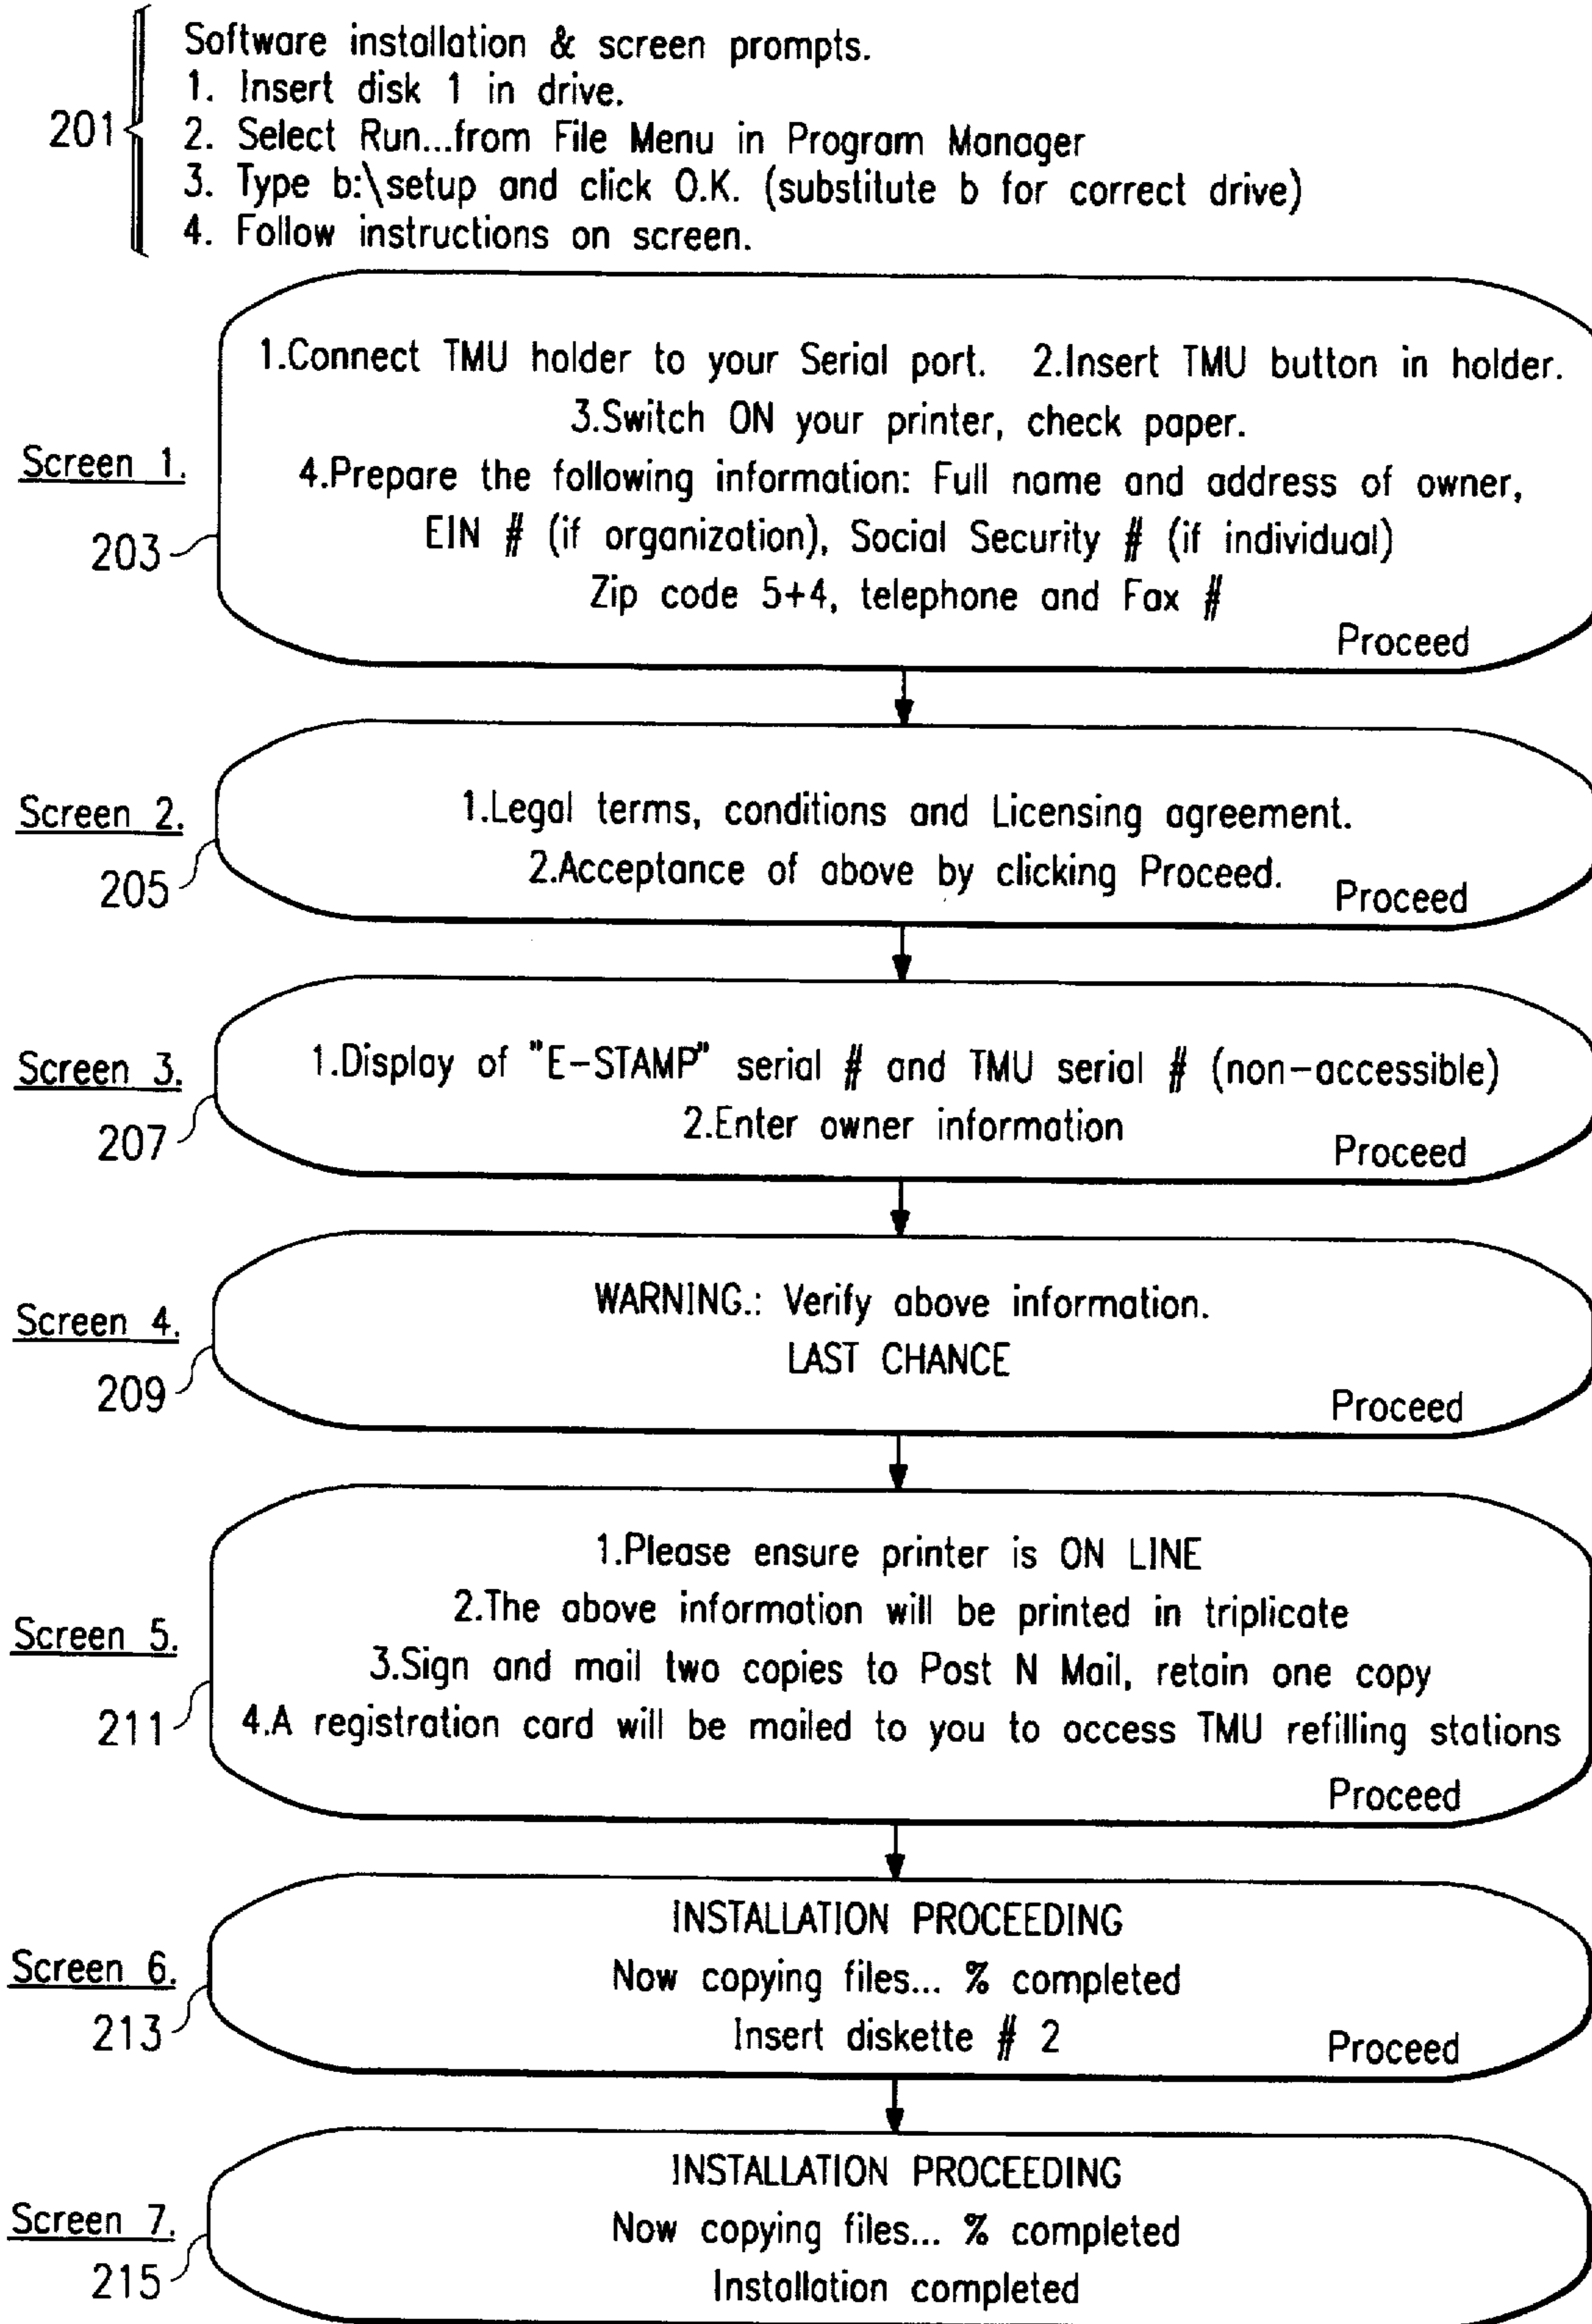 Software installation & screen prompts.
1. Insert disk 1 in drive.
201
2. Select Run...from File Menu in Program Manager
3. Type b:\setup and click O.K. (substitute b for correct drive)
4. Follow instructions on screen.
Screen 1.
203
1.Connect TMU holder to your Serial port. 2.Insert TMU button in holder.
3.Switch ON your printer, check paper.
4.Prepare the following information: Full name and address of owner,
EIN # (if organization), Social Security # (if individual)
Zip code 5+4, telephone and Fax #
Proceed
Screen 2.
205
1.Legal terms, conditions and Licensing agreement.
2.Acceptance of above by clicking Proceed.
Proceed
Screen 3.
207
1.Display of "E-STAMP" serial # and TMU serial # (non-accessible)
2.Enter owner information
Proceed
Screen 4.
209
WARNING.: Verify above information.
LAST CHANCE
Proceed
Screen 5.
211
1.Please ensure printer is ON LINE
2.The above information will be printed in triplicate
3.Sign and mail two copies to Post N Mail, retain one copy
4.A registration card will be mailed to you to access TMU refilling stations
Proceed
Screen 6.
213
INSTALLATION PROCEEDING
Now copying files... % completed
Insert diskette # 2
Proceed
Screen 7.
215
INSTALLATION PROCEEDING
Now copying files... % completed
Installation completed